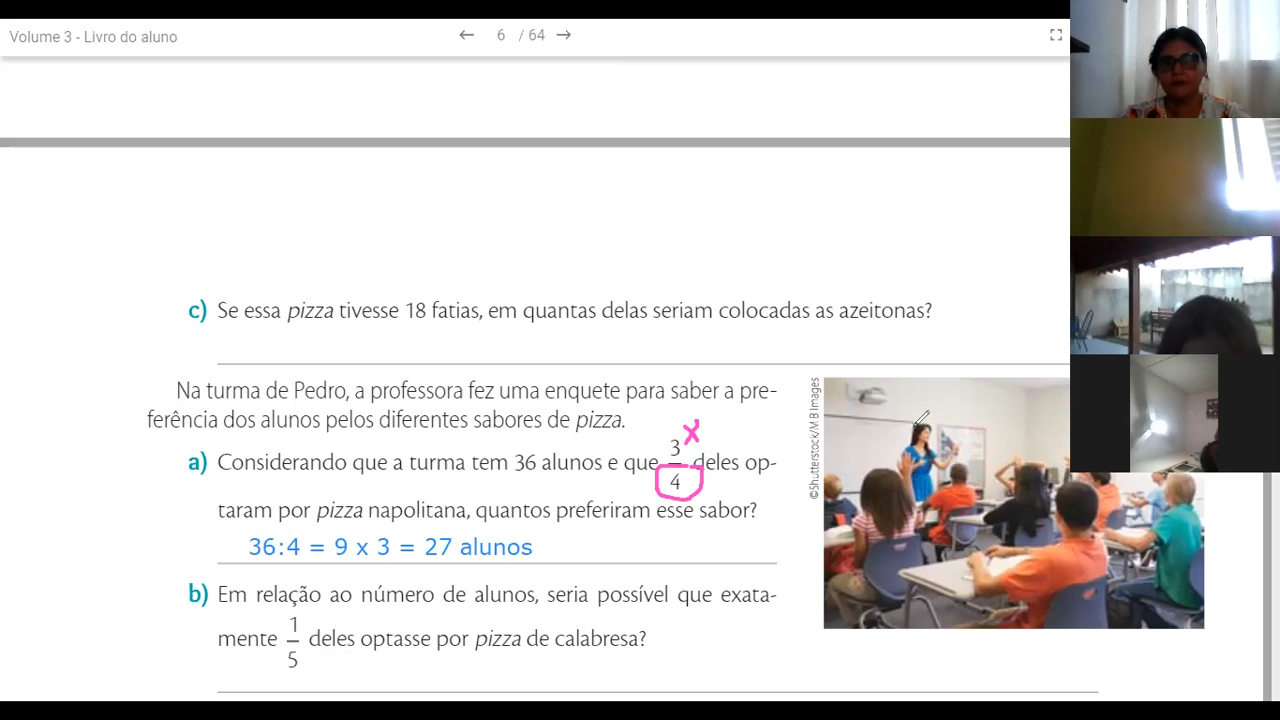 Volume 3 - Livro do aluno
← 6 / 64 →
c) Se essa pizza tivesse 18 fatias, em quantas delas seriam colocadas as azeitonas?
Na turma de Pedro, a professora fez uma enquete para saber a pre-
ferência dos alunos pelos diferentes sabores de pizza.
©Shutterstock/M B Images
x
a) Considerando que a turma tem 36 alunos e que 3/4 deles op-
taram por pizza napolitana, quantos preferiram esse sabor?
36:4 = 9 x 3 = 27 alunos
b) Em relação ao número de alunos, seria possível que exata-
mente 1/5 deles optasse por pizza de calabresa?